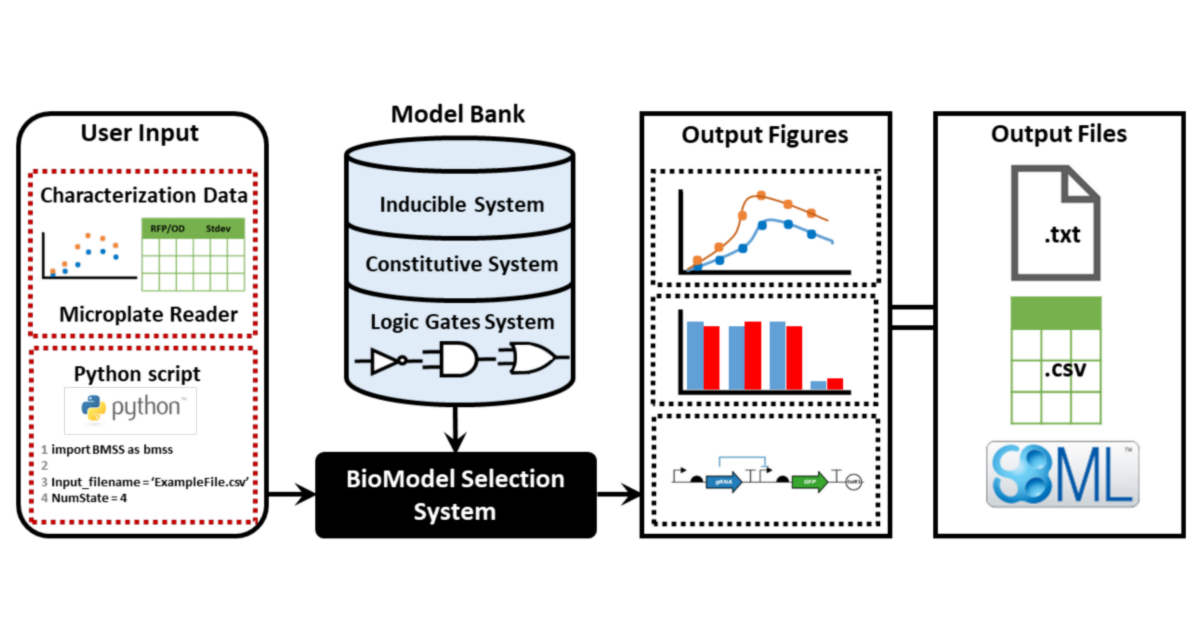 User Input
Characterization Data
RFP/OD Stdev
Microplate Reader
Python script
python™
1 import BMSS as bmss
2
3 Input_filename = ‘ExampleFile.csv’
4 NumState = 4
Model Bank
Inducible System
Constitutive System
Logic Gates System
BioModel Selection
System
Output Figures
gRNA
GFP
Output Files
.txt
.csv
SBML™